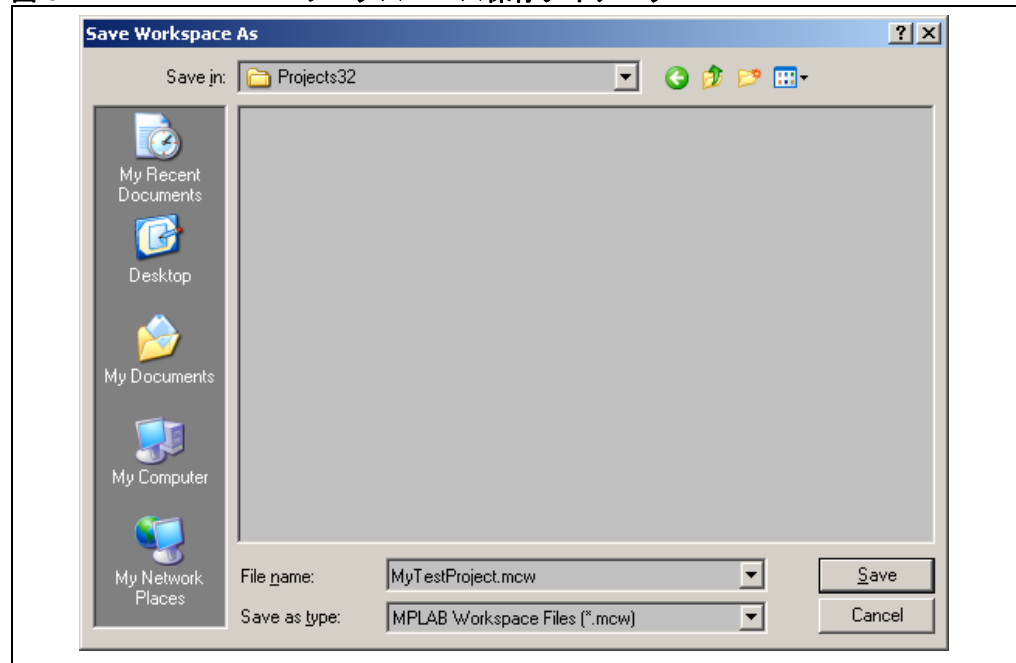 Save Workspace As
Save in:
Projects32
My Recent
Documents
Desktop
My Documents
My Computer
My Network
Places
File name:
MyTestProject.mcw
Save
Save as type:
MPLAB Workspace Files (*.mcw)
Cancel